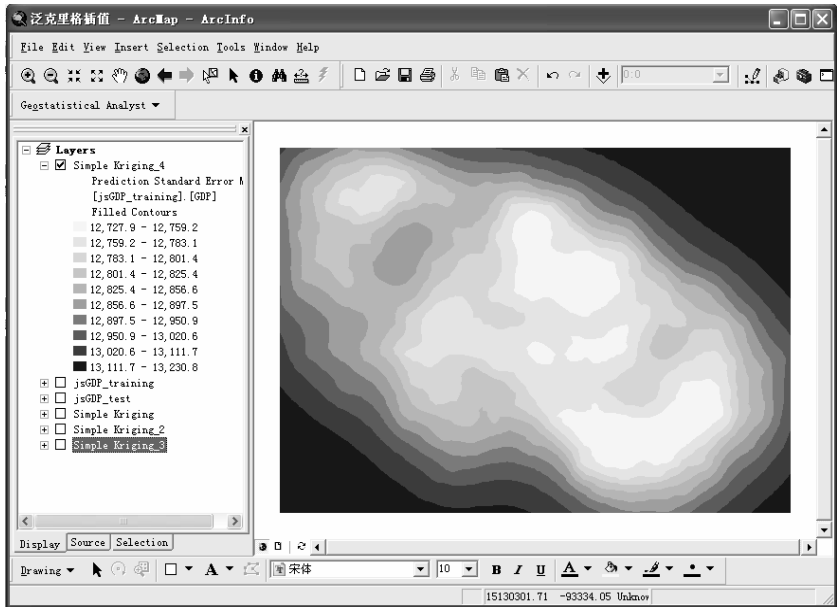 泛克里格插值 - ArcMap - ArcInfo
File Edit View Insert Selection Tools Window Help
0:0
Geostatistical Analyst
Layers
Simple Kriging_4
Prediction Standard Error M
[jsGDP_training].[GDP]
Filled Contours
12,727.9 - 12,759.2
12,759.2 - 12,783.1
12,783.1 - 12,801.4
12,801.4 - 12,825.4
12,825.4 - 12,856.6
12,856.6 - 12,897.5
12,897.5 - 12,950.9
12,950.9 - 13,020.6
13,020.6 - 13,111.7
13,111.7 - 13,230.8
jsGDP_training
jsGDP_test
Simple Kriging
Simple Kriging_2
Simple Kriging_3
Display Source Selection
Drawing A 宋体 10 B I U A
15130301.71 -93334.05 Unknow